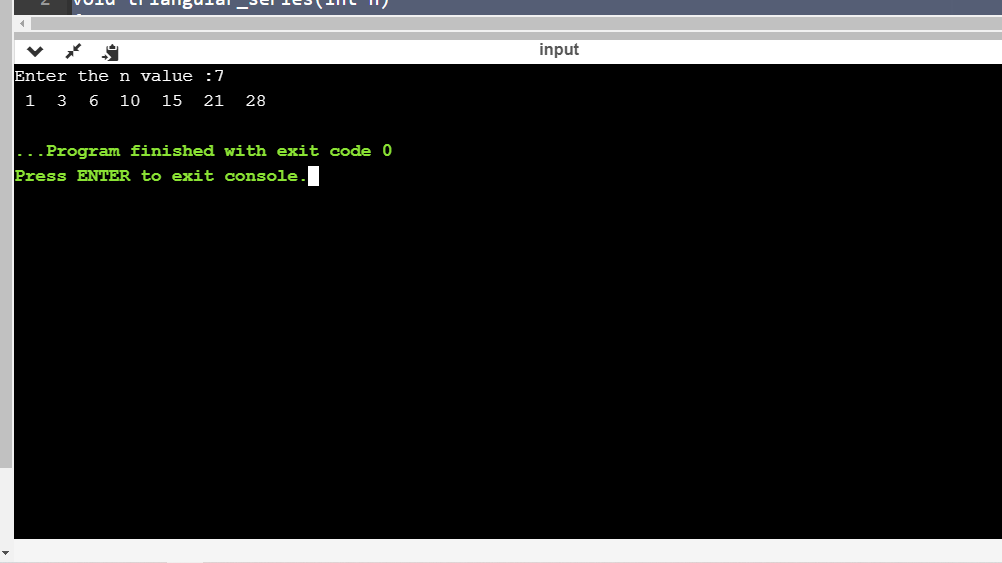 2 void triangular_series(int n)
input
Enter the n value :7
1 3 6 10 15 21 28
...Program finished with exit code 0
Press ENTER to exit console.